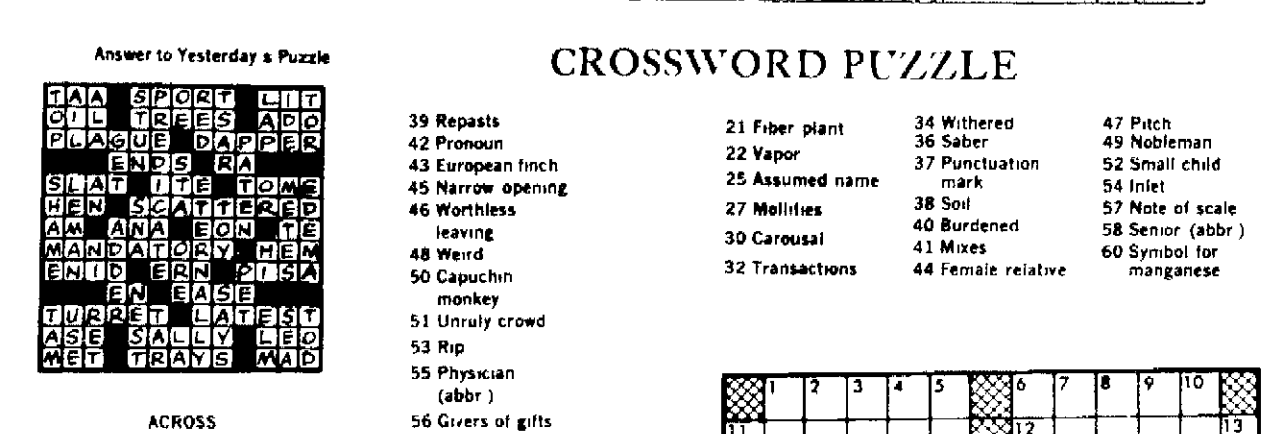 Answer to Yesterday s Puzzle
TAA SPORT LIT
OIL TREES ADO
PLAGUE DAPPER
ENDS RA
SLAT ITE TOME
HEN SCATTERED
AM ANA EON TE
MANDATORY HEM
ENID ERN PISA
EN EASE
TURRET LATEST
ASE SALLY LEO
MET TRAYS MAD
ACROSS
CROSSWORD PUZZLE
39 Repasts
42 Pronoun
43 European finch
45 Narrow opening
46 Worthless
leaving
48 Weird
50 Capuchin
monkey
51 Unruly crowd
53 Rip
55 Physician
(abbr )
56 Givers of gifts
21 Fiber plant
22 Vapor
25 Assumed name
27 Mollifies
30 Carousal
32 Transactions
34 Withered
36 Saber
37 Punctuation
mark
38 Soil
40 Burdened
41 Mixes
44 Female relative
47 Pitch
49 Nobleman
52 Small child
54 Inlet
57 Note of scale
58 Senior (abbr )
60 Symbol for
manganese
1 2 3 4 5 6 7 8 9 10
11 12 13